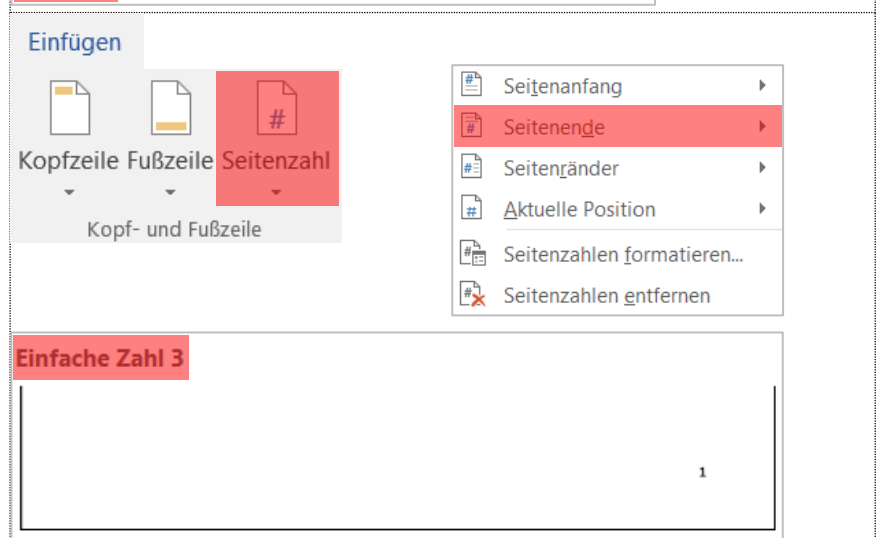 Einfügen
Kopfzeile Fußzeile Seitenzahl
Kopf- und Fußzeile
Seitenanfang
Seitenende
Seitenränder
Aktuelle Position
Seitenzahlen formatieren...
Seitenzahlen entfernen
Einfache Zahl 3
1